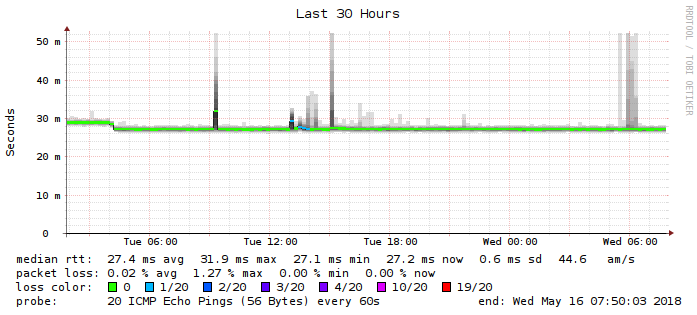 Last 30 Hours
RRDTOOL / TOBI OETIKER
Seconds
50 m
40 m
30 m
20 m
10 m
0
Tue 06:00 Tue 12:00 Tue 18:00 Wed 00:00 Wed 06:00
median rtt: 27.4 ms avg 31.9 ms max 27.1 ms min 27.2 ms now 0.6 ms sd 44.6 am/s
packet loss: 0.02 % avg 1.27 % max 0.00 % min 0.00 % now
loss color: 0 1/20 2/20 3/20 4/20 10/20 19/20
probe: 20 ICMP Echo Pings (56 Bytes) every 60s end: Wed May 16 07:50:03 2018